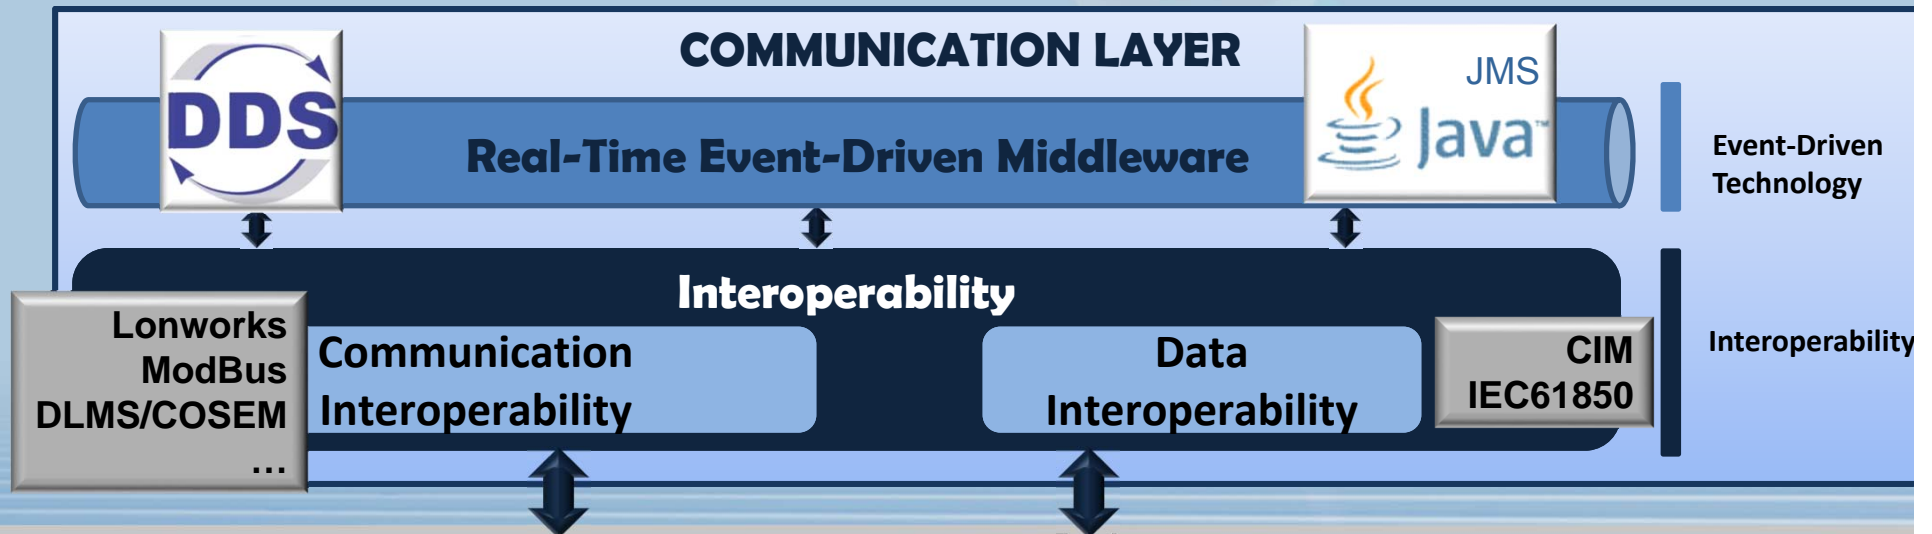 COMMUNICATION LAYER
DDS
Real-Time Event-Driven Middleware
JMS
Java™
Event-Driven
Technology
Interoperability
Lonworks
ModBus
DLMS/COSEM
…
Communication
Interoperability
Data
Interoperability
CIM
IEC61850
Interoperability